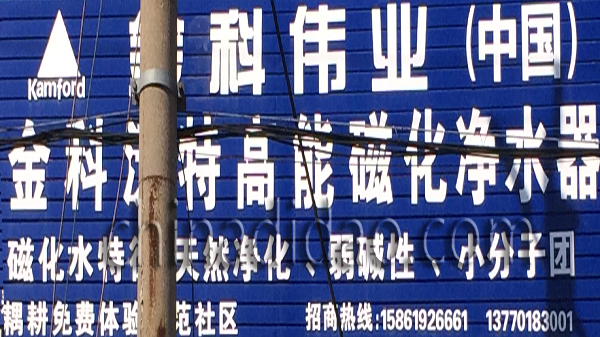 Kamford
科伟业(中国)
金科 特高能磁化净水器
磁化水特 天然净化、弱碱性、小分子团
耦耕免费体验 范社区
招商热线: 15861926661 13770183001
chinadidao.com